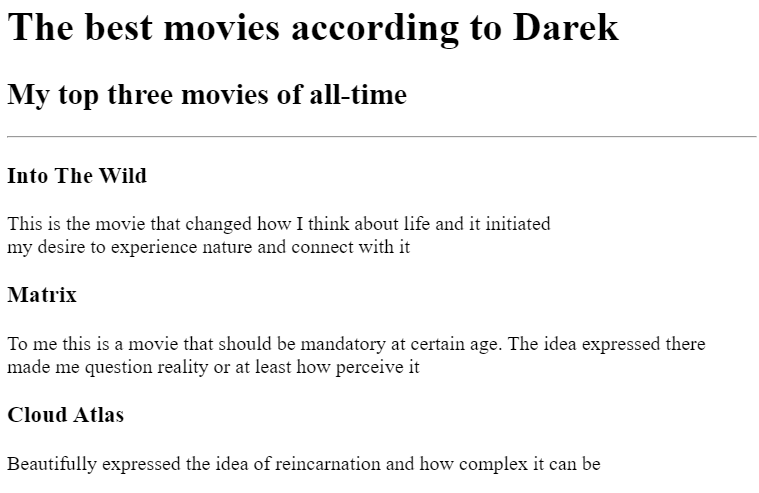 The best movies according to Darek
My top three movies of all-time
Into The Wild
This is the movie that changed how I think about life and it initiated
my desire to experience nature and connect with it
Matrix
To me this is a movie that should be mandatory at certain age. The idea expressed there
made me question reality or at least how perceive it
Cloud Atlas
Beautifully expressed the idea of reincarnation and how complex it can be